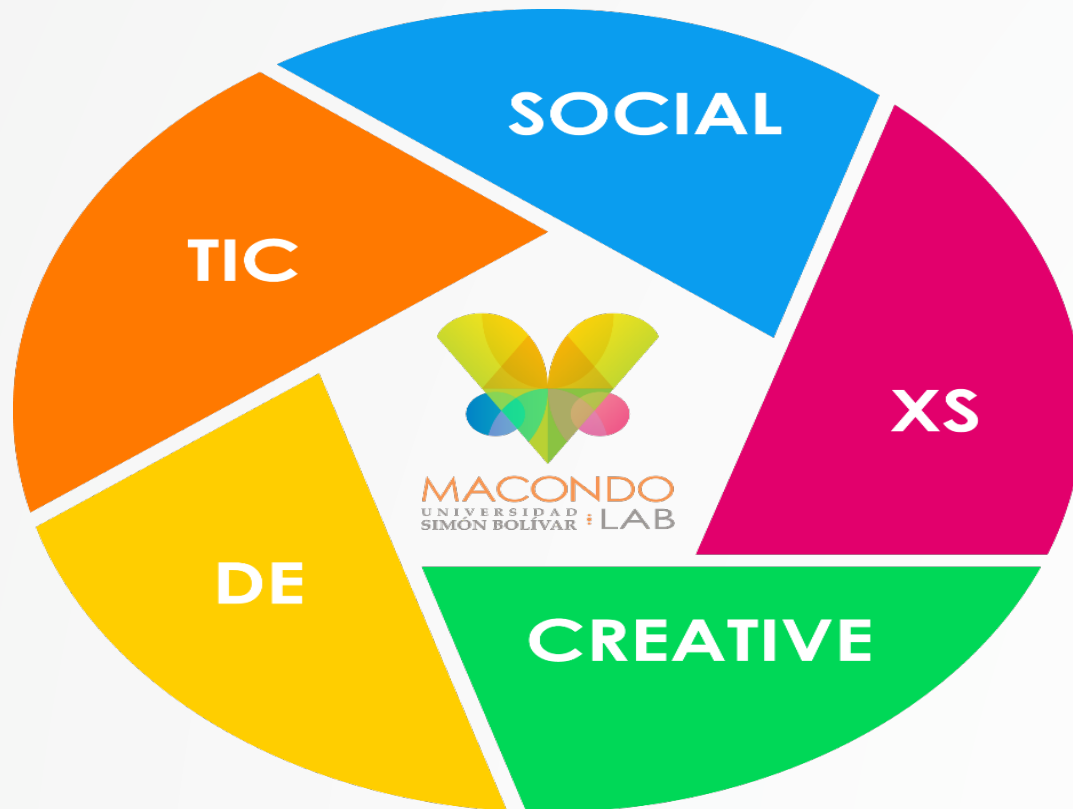 SOCIAL
TIC
XS
MACONDO
UNIVERSIDAD
SIMÓN BOLÍVAR
LAB
DE
CREATIVE